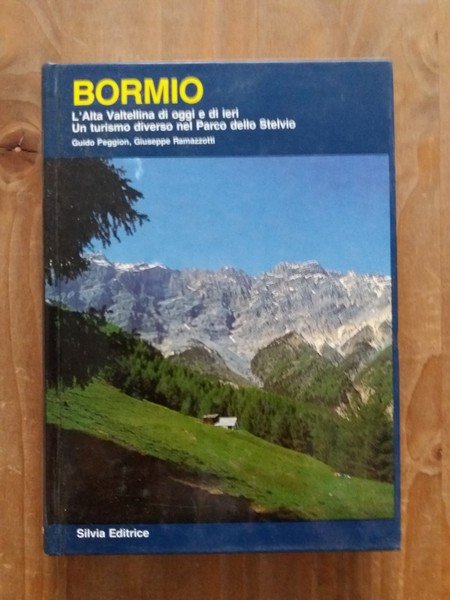 BORMIO
L'Alta Valtellina di oggi e di ieri
Un turismo diverso nel Parco dello Stelvio
Guido Peggion, Giuseppe Ramazzotti
Silvia Editrice